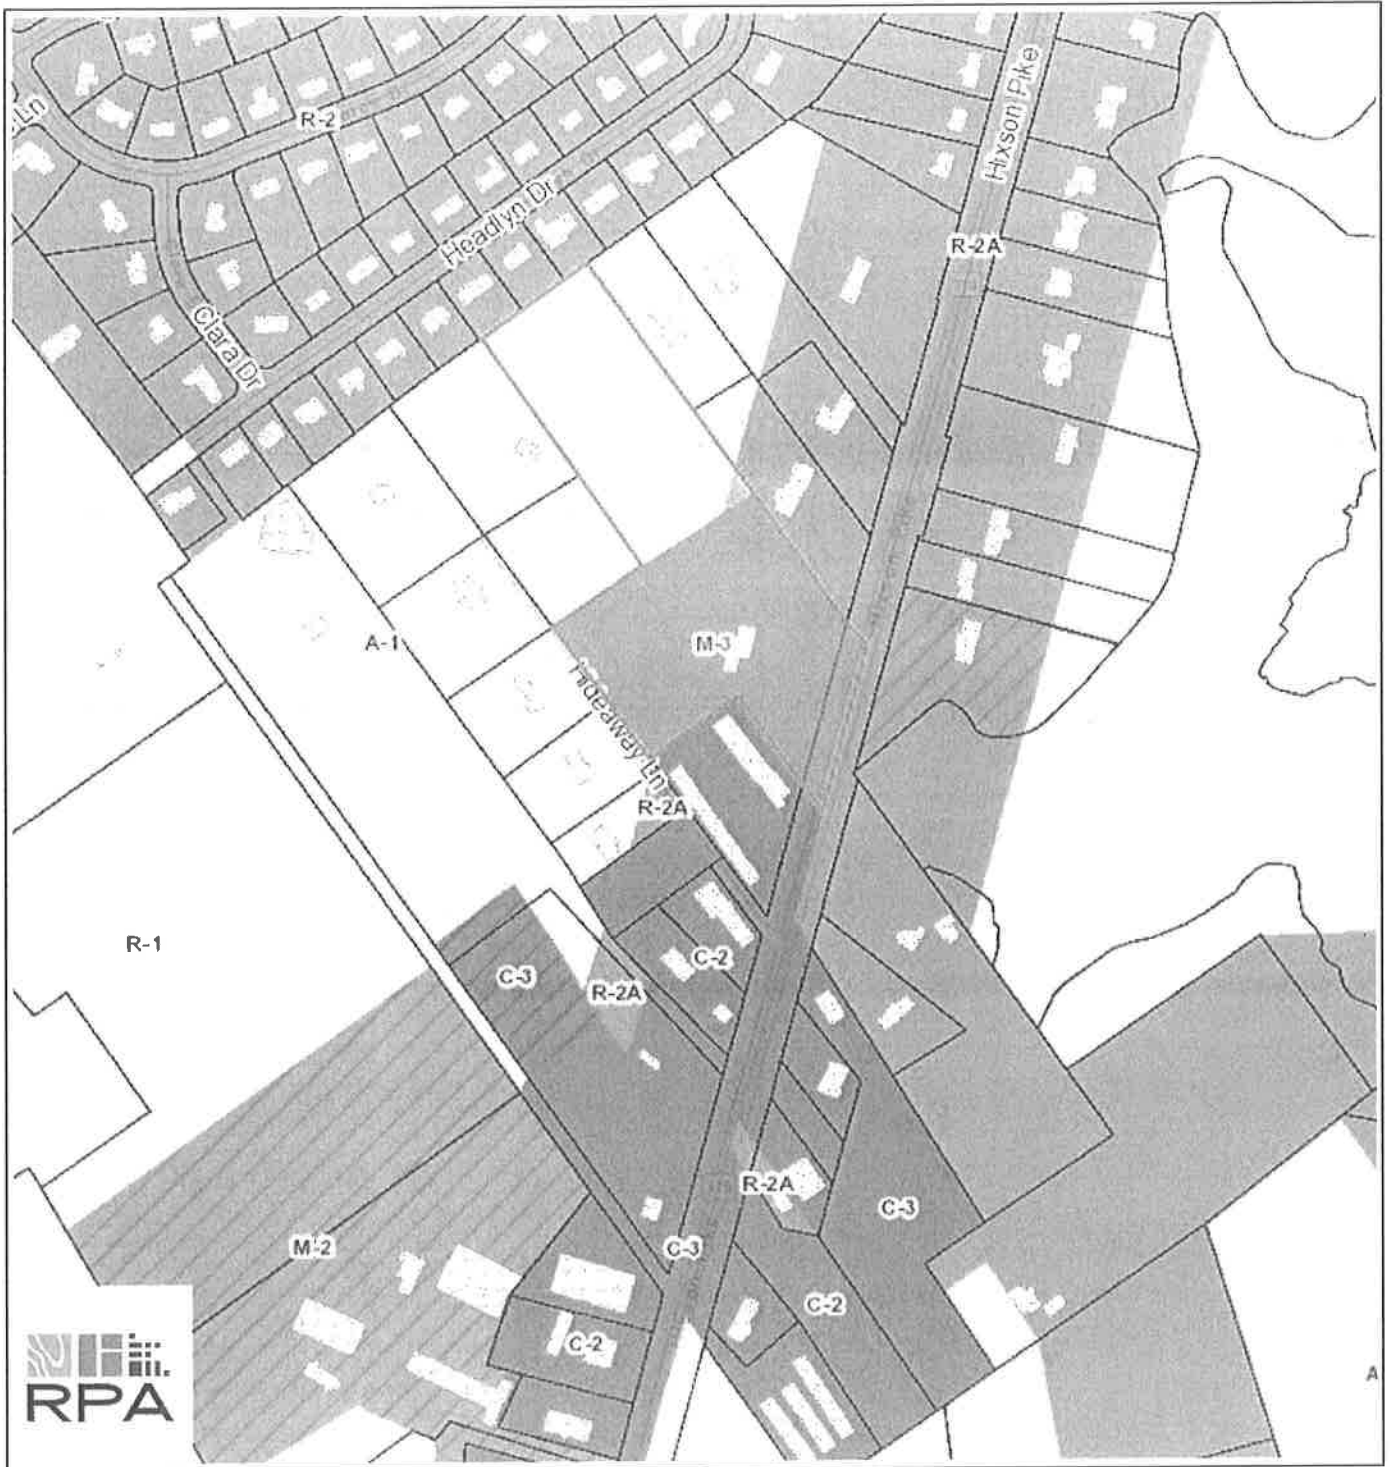 Ln
R-2
Hixson Pike
Headlyn Dr
R-2A
Clara Dr
A-1
M-3
Hideaway Ln
R-2A
R-1
C-3
C-2
R-2A
R-2A
C-3
M-2
C-3
C-2
C-2
A
RPA